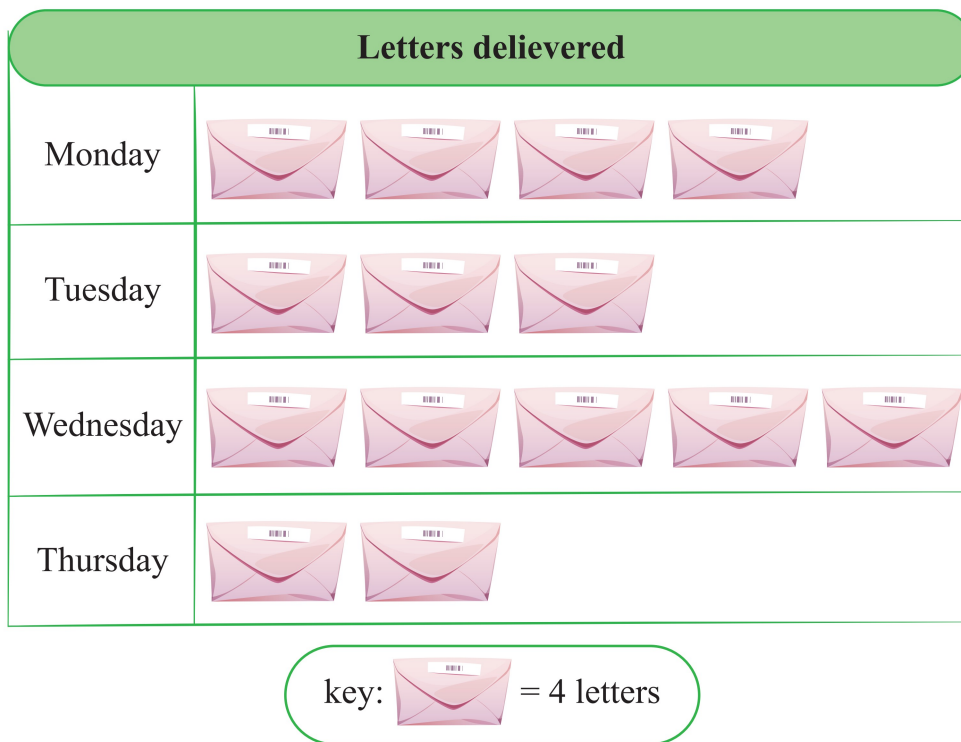 Letters delievered
Monday
Tuesday
Wednesday
Thursday
key: = 4 letters